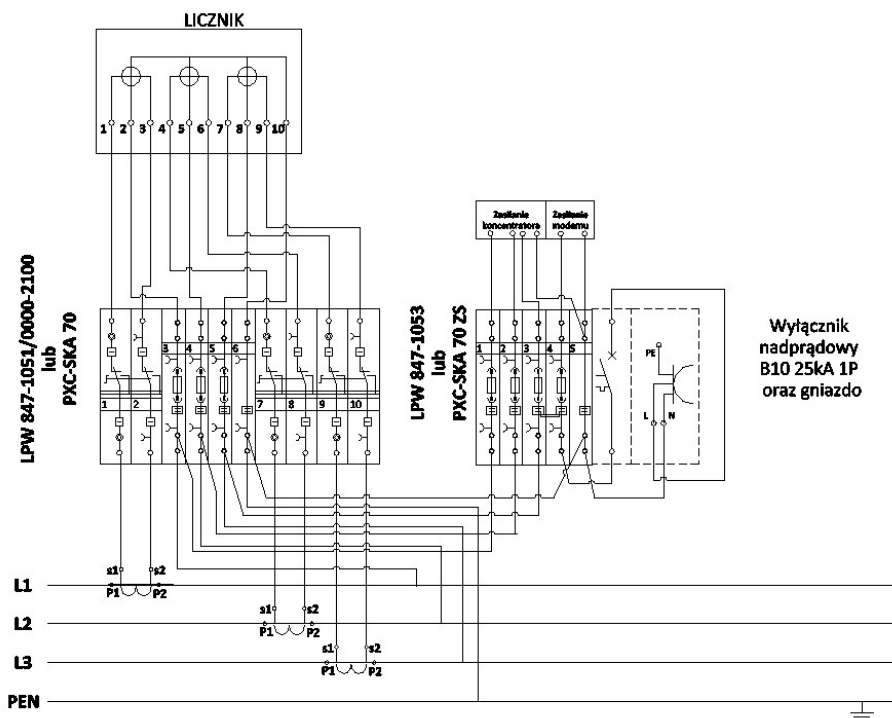 LICZNIK
1 2 3 4 5 6 7 8 9 10
Zasilanie koncentratora
Zasilanie modemu
LPW 847-1051/0000-2100
lub
PXC-SKA 70
3 4 5 6
1 2 7 8 9 10
LPW 847-1053
lub
PXC-SKA 70 ZS
1 2 3 4 5
PE
L N
Wyłącznik
nadprądowy
B10 25kA 1P
oraz gniazdo
s1 s2
L1 P1 P2
s1 s2
L2 P1 P2
s1 s2
L3 P1 P2
PEN